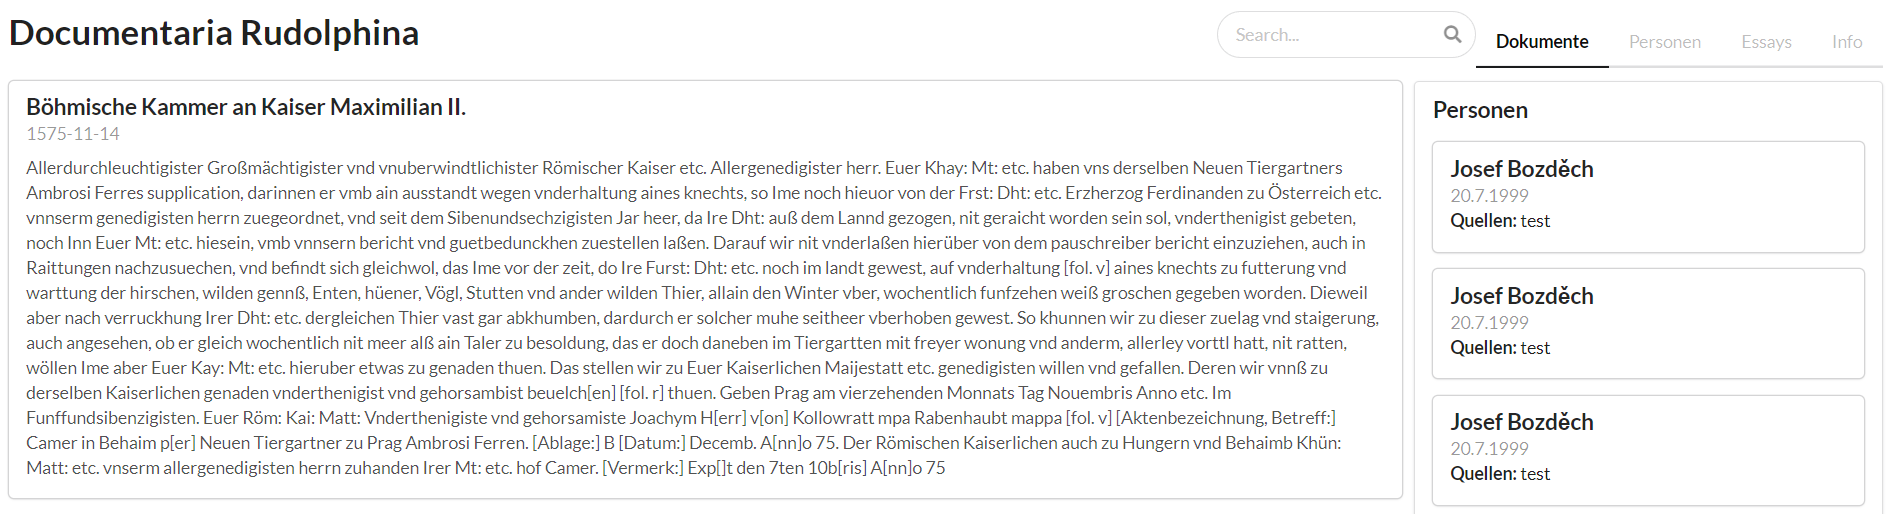 Documentaria Rudolphina
Search...
Dokumente
Personen
Essays
Info
Böhmische Kammer an Kaiser Maximilian II.
1575-11-14
Allerdurchleuchtigister Großmächtigister vnd vnuberwindtlichister Römischer Kaiser etc. Allergenedigister herr. Euer Khay: Mt: etc. haben vns derselben Neuen Tiergartners
Ambrosi Ferres supplication, darinnen er vmb ain ausstandt wegen vnderhaltung aines knechts, so Ime noch hieuor von der Frst: Dht: etc. Erzherzog Ferdinanden zu Österreich etc.
vnnserm genedigisten herrn zuegeordnet, vnd seit dem Sibenundsechzigisten Jar heer, da Ire Dht: auß dem Lannd gezogen, nit geraicht worden sein sol, vnderthenigist gebeten,
noch Inn Euer Mt: etc. hiesein, vmb vnnsern bericht vnd guetbedunckhen zuestellen laßen. Darauf wir nit vnderlaßen hierüber von dem pauschreiber bericht einzuziehen, auch in
Raittungen nachzusuechen, vnd befindt sich gleichwol, das Ime vor der zeit, do Ire Furst: Dht: etc. noch im landt gewest, auf vnderhaltung [fol. v] aines knechts zu futterung vnd
warttung der hirschen, wilden gennß, Enten, hüener, Vögl, Stutten vnd ander wilden Thier, allain den Winter vber, wochentlich funfzehen weiß groschen gegeben worden. Dieweil
aber nach verruckhung Irer Dht: etc. dergleichen Thier vast gar abkhumben, dardurch er solcher muhe seitheer vberhoben gewest. So khunnen wir zu dieser zuelag vnd staigerung,
auch angesehen, ob er gleich wochentlich nit meer alß ain Taler zu besoldung, das er doch daneben im Tiergartten mit freyer wonung vnd anderm, allerley vorttl hatt, nit ratten,
wöllen Ime aber Euer Kay: Mt: etc. hieruber etwas zu genaden thuen. Das stellen wir zu Euer Kaiserlichen Maijestatt etc. genedigisten willen vnd gefallen. Deren wir vnnß zu
derselben Kaiserlichen genaden vnderthenigist vnd gehorsambist beuelch[en] [fol. r] thuen. Geben Prag am vierzehenden Monnats Tag Nouembris Anno etc. Im
Funffundsibenzigisten. Euer Röm: Kai: Matt: Vnderthenigiste vnd gehorsamiste Joachym H[err] v[on] Kollowratt mpa Rabenhaubt mappa [fol. v] [Aktenbezeichnung, Betreff:]
Camer in Behaim p[er] Neuen Tiergartner zu Prag Ambrosi Ferren. [Ablage:] B [Datum:] Decemb. A[nn]o 75. Der Römischen Kaiserlichen auch zu Hungern vnd Behaimb Khün:
Matt: etc. vnserm allergenedigisten herrn zuhanden Irer Mt: etc. hof Camer. [Vermerk:] Exp[]t den 7ten 10b[ris] A[nn]o 75
Personen
Josef Bozděch
20.7.1999
Quellen: test
Josef Bozděch
20.7.1999
Quellen: test
Josef Bozděch
20.7.1999
Quellen: test